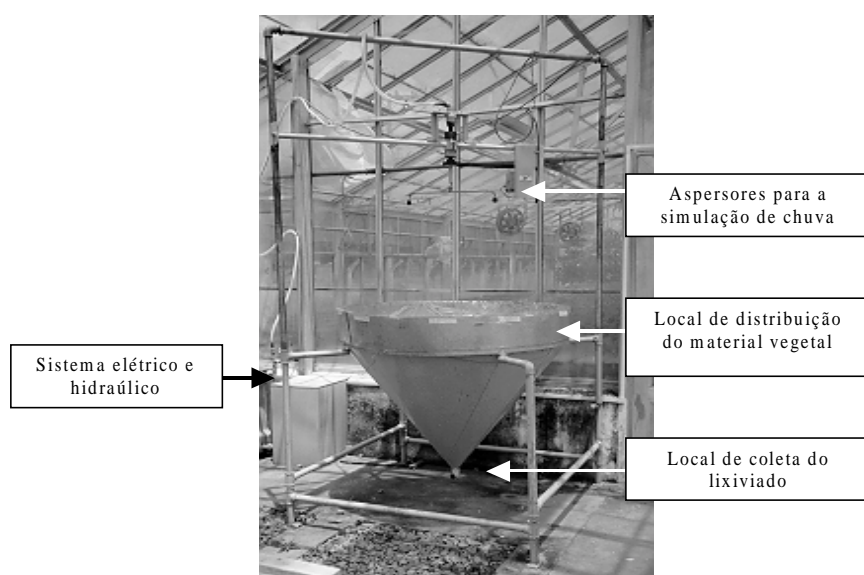 Aspersores para a
simulação de chuva
Local de distribuição
do material vegetal
Sistema elétrico e
hidraúlico
Local de coleta do
lixiviado